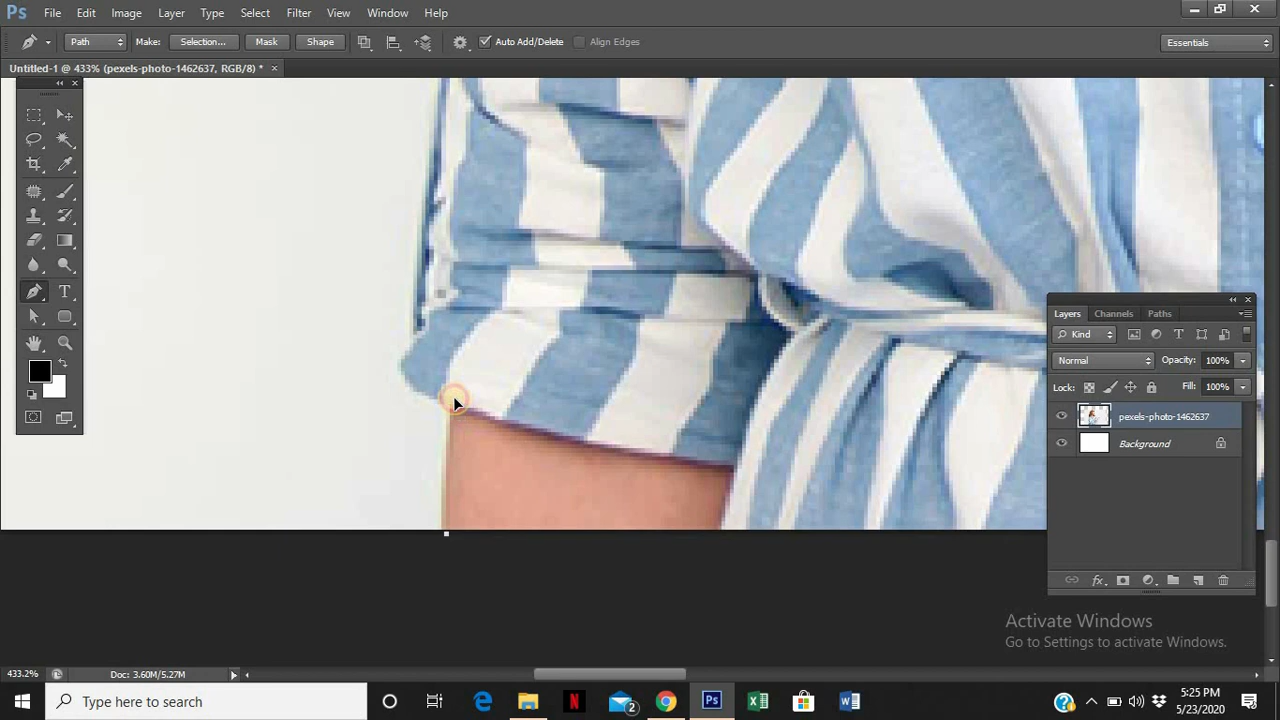 Ps File Edit Image Layer Type Select Filter View Window Help
Path Make: Selection... Mask Shape Auto Add/Delete Align Edges Essentials
Untitled-1 @ 433% (pexels-photo-1462637, RGB/8) *
Layers Channels Paths
Kind
Normal Opacity: 100%
Lock: Fill: 100%
pexels-photo-1462637
Background
fx
Activate Windows
Go to Settings to activate Windows.
433.2% Doc: 3.60M/5.27M
Type here to search
2
Ps
5:25 PM
5/23/2020